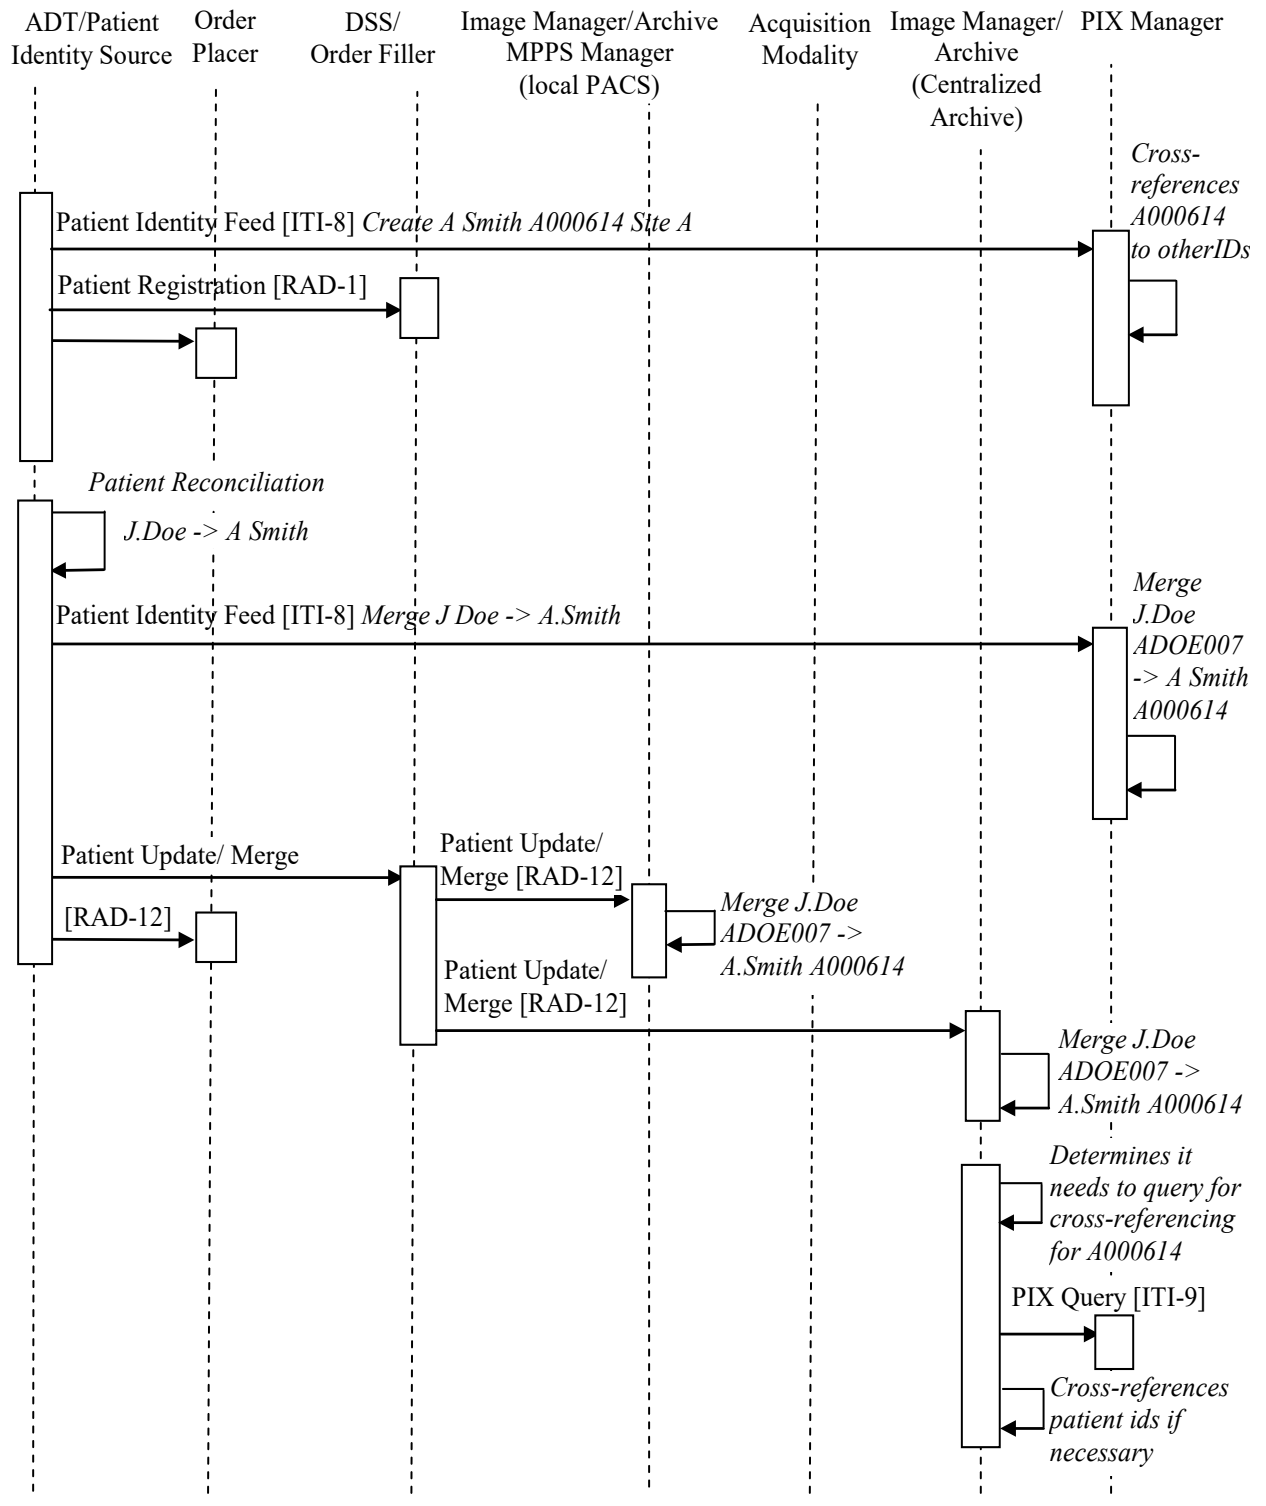 ADT/Patient
Identity Source
Order
Placer
DSS/
Order Filler
Image Manager/Archive
MPPS Manager
(local PACS)
Acquisition
Modality
Image Manager/
Archive
(Centralized
Archive)
PIX Manager
Cross-
references
A000614
to otherIDs
Patient Identity Feed [ITI-8] Create A Smith A000614 Site A
Patient Registration [RAD-1]
Patient Reconciliation
J.Doe -> A Smith
Patient Identity Feed [ITI-8] Merge J Doe -> A.Smith
Merge
J.Doe
ADOE007
-> A Smith
A000614
Patient Update/ Merge
[RAD-12]
Patient Update/
Merge [RAD-12]
Merge J.Doe
ADOE007 ->
A.Smith A000614
Patient Update/
Merge [RAD-12]
Merge J.Doe
ADOE007 ->
A.Smith A000614
Determines it
needs to query for
cross-referencing
for A000614
PIX Query [ITI-9]
Cross-references
patient ids if
necessary